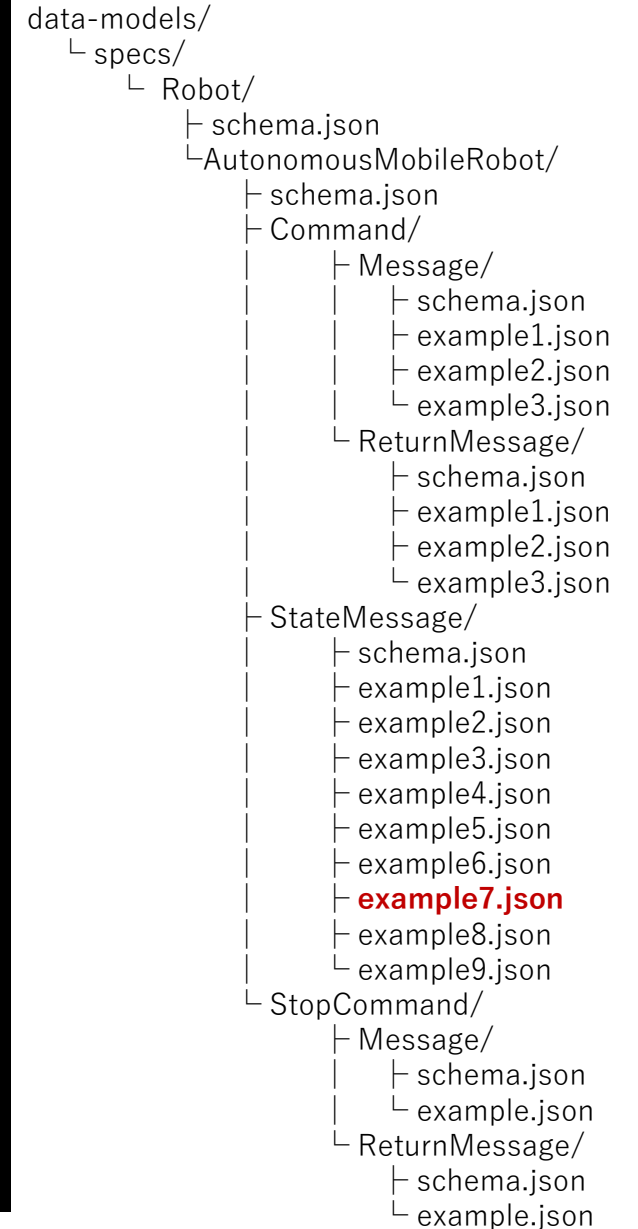 data-models/
└ specs/
└ Robot/
├ schema.json
└AutonomousMobileRobot/
├ schema.json
├ Command/
│ ├ Message/
│ │ ├ schema.json
│ │ ├ example1.json
│ │ ├ example2.json
│ │ └ example3.json
│ └ ReturnMessage/
│ ├ schema.json
│ ├ example1.json
│ ├ example2.json
│ └ example3.json
├ StateMessage/
│ ├ schema.json
│ ├ example1.json
│ ├ example2.json
│ ├ example3.json
│ ├ example4.json
│ ├ example5.json
│ ├ example6.json
│ ├ example7.json
│ ├ example8.json
│ └ example9.json
└ StopCommand/
├ Message/
│ ├ schema.json
│ └ example.json
└ ReturnMessage/
├ schema.json
└ example.json